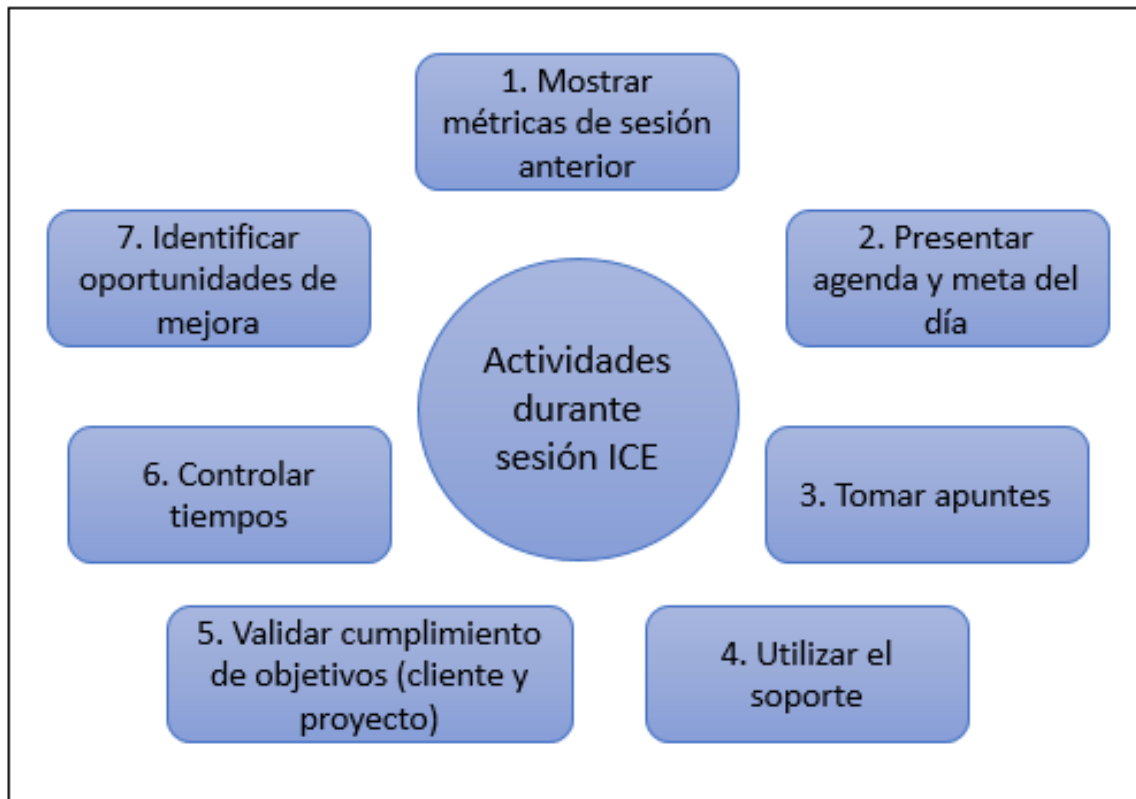 1. Mostrar
métricas de sesión
anterior
2. Presentar
agenda y meta del
día
3. Tomar apuntes
4. Utilizar el
soporte
5. Validar cumplimiento
de objetivos (cliente y
proyecto)
6. Controlar
tiempos
7. Identificar
oportunidades de
mejora
Actividades
durante
sesión ICE